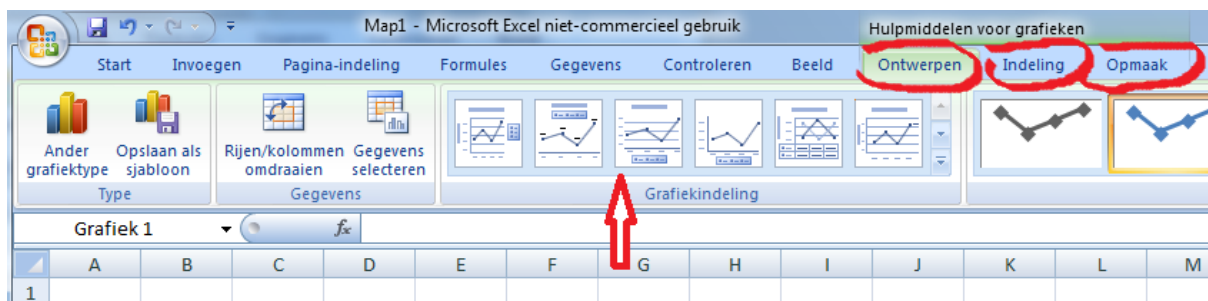 Map1 - Microsoft Excel niet-commercieel gebruik
Hulpmiddelen voor grafieken
Start Invoegen Pagina-indeling Formules Gegevens Controleren Beeld Ontwerpen Indeling Opmaak
Ander grafiektype
Opslaan als sjabloon
Rijen/kolommen omdraaien
Gegevens selecteren
Type Gegevens Grafiekindeling
Grafiek 1 fx
A B C D E F G H I J K L M
1